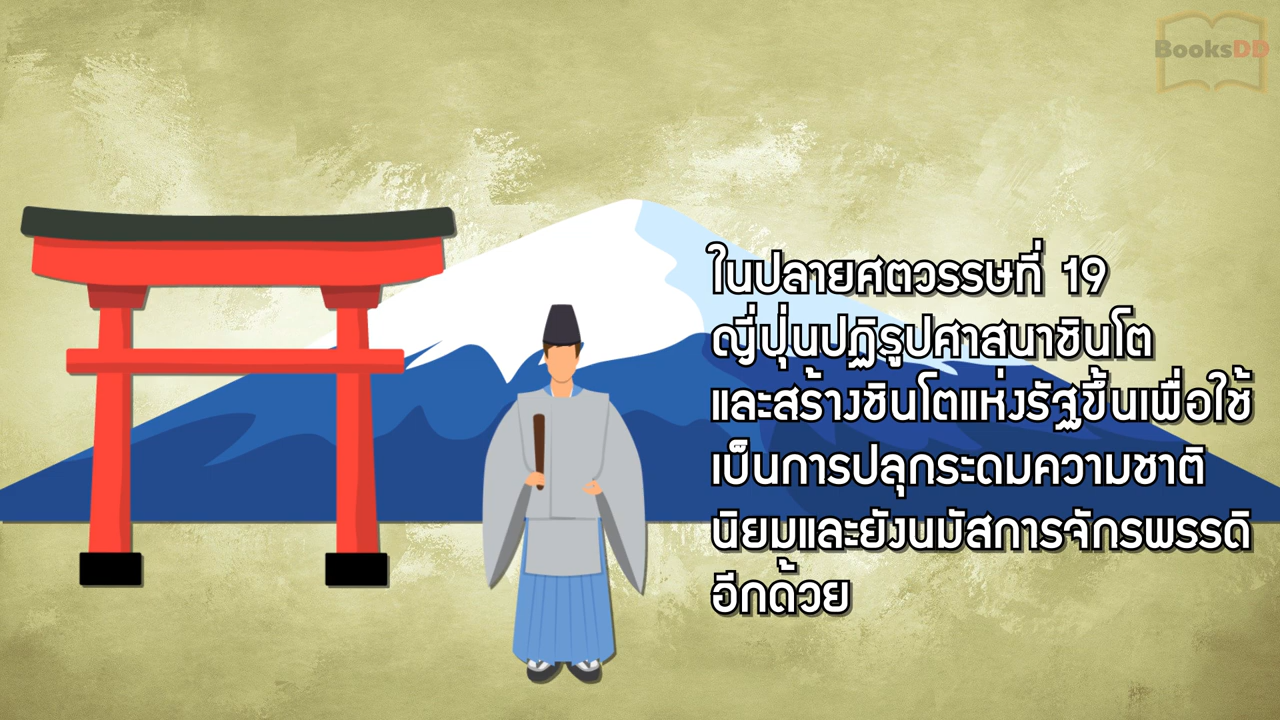 BooksDD
ในปลายศตวรรษที่ 19
ญี่ปุ่นปฏิรูปศาสนาชินโต
และสร้างชินโตแห่งรัฐขึ้นเพื่อใช้
เป็นการปลุกระดมความชาติ
นิยมและยังนมัสการจักรพรรดิ
อีกด้วย